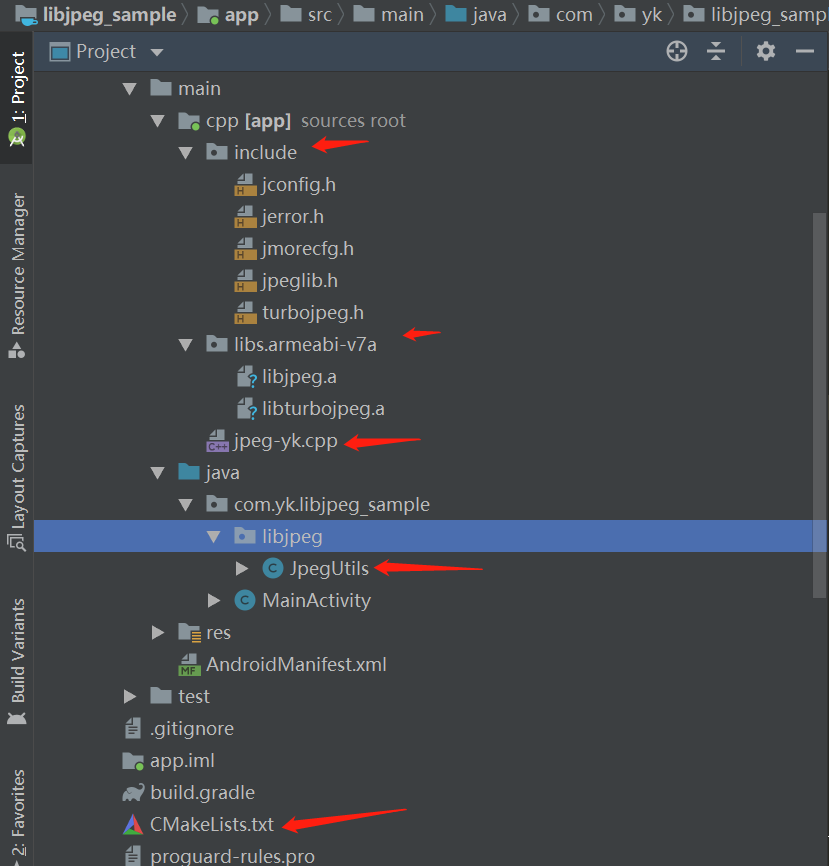 libjpeg_sample app src main java com yk libjpeg_samp
Project
main
cpp [app] sources root
include
H jconfig.h
H jerror.h
H jmorecfg.h
H jpeglib.h
H turbojpeg.h
libs.armeabi-v7a
? libjpeg.a
? libturbojpeg.a
C++ jpeg-yk.cpp
java
com.yk.libjpeg_sample
libjpeg
C JpegUtils
C MainActivity
res
MF AndroidManifest.xml
test
.gitignore
app.iml
build.gradle
CMakeLists.txt
proguard-rules.pro
1: Project
Resource Manager
Layout Captures
Build Variants
2: Favorites